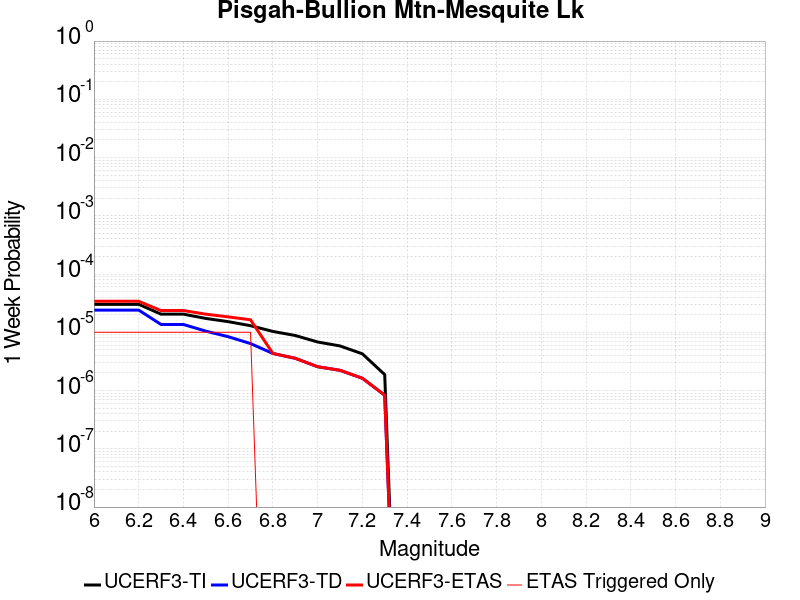 Pisgah-Bullion Mtn-Mesquite Lk
1 Week Probability
10^0
10^-1
10^-2
10^-3
10^-4
10^-5
10^-6
10^-7
10^-8
6 6.2 6.4 6.6 6.8 7 7.2 7.4 7.6 7.8 8 8.2 8.4 8.6 8.8 9
Magnitude
UCERF3-TI UCERF3-TD UCERF3-ETAS ETAS Triggered Only